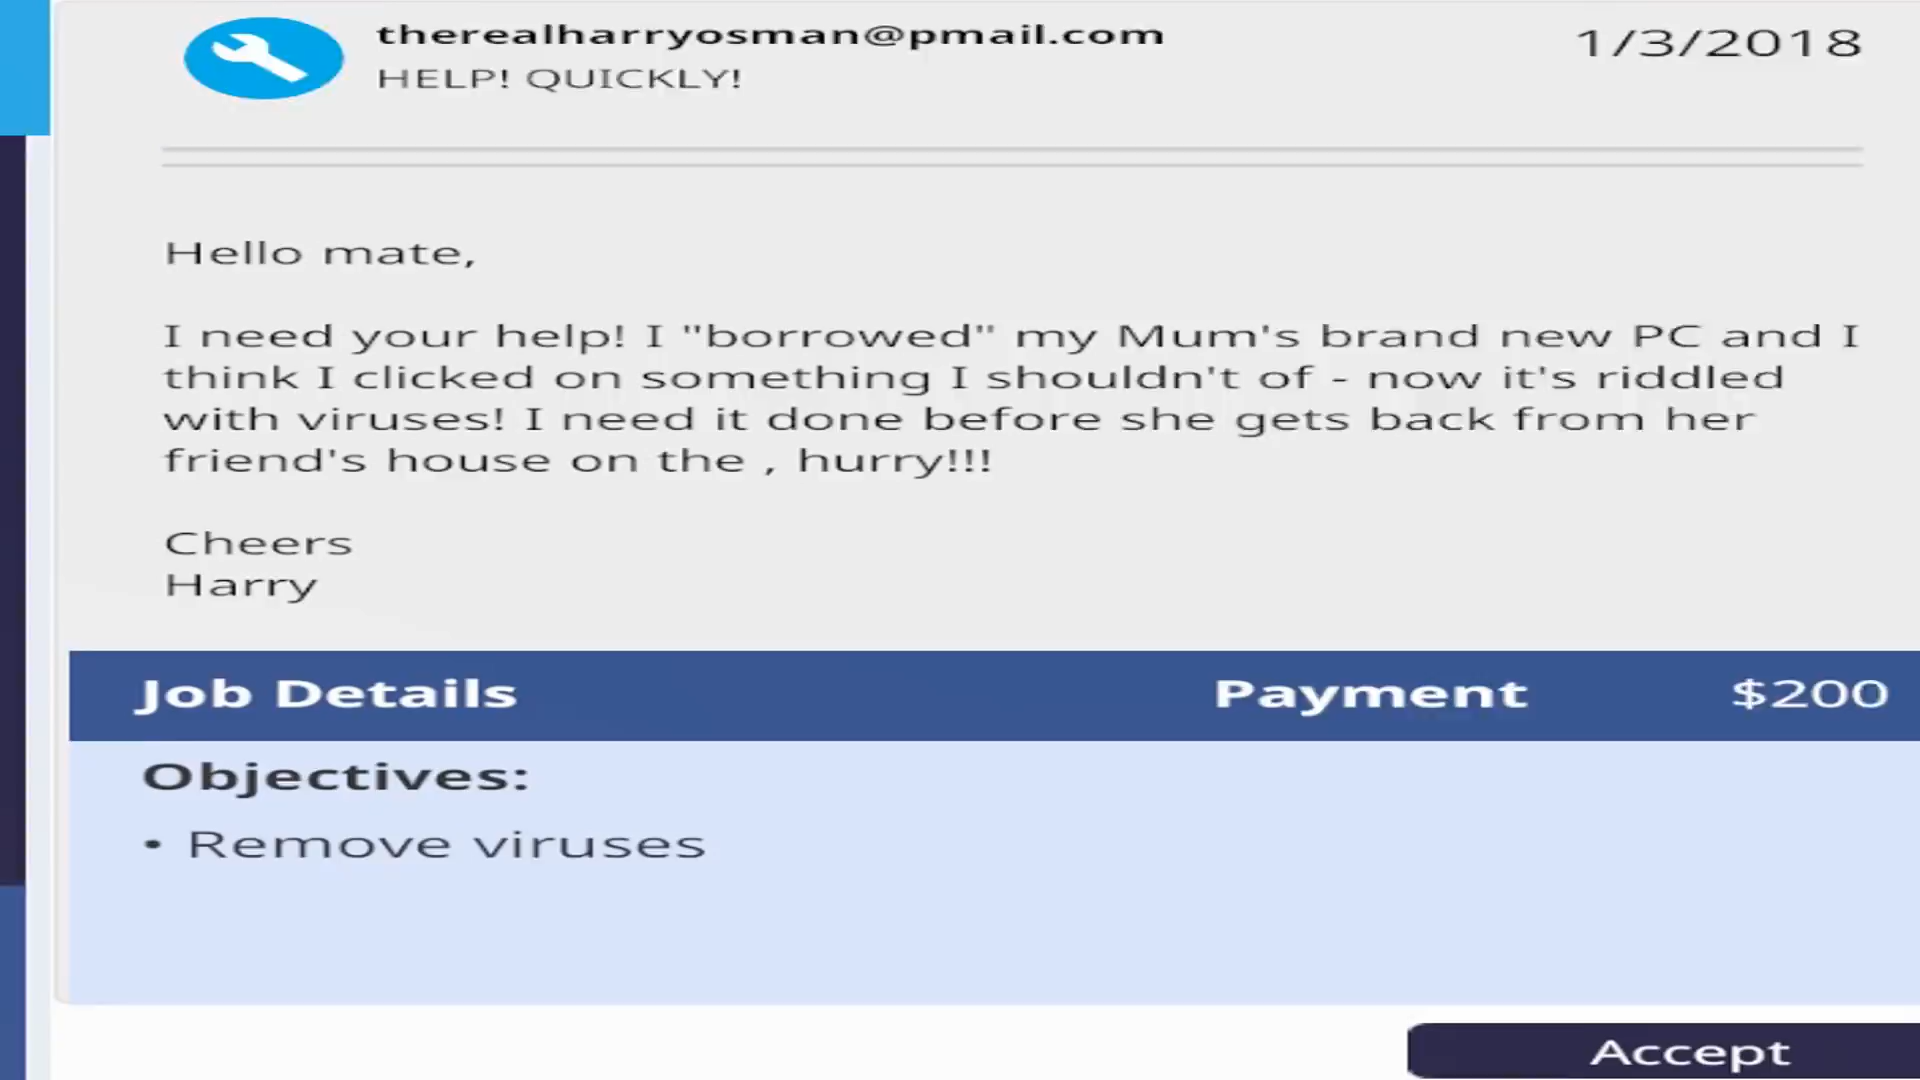 therealharryosman@pmail.com
1/3/2018
HELP! QUICKLY!
Hello mate,
I need your help! I "borrowed" my Mum's brand new PC and I
think I clicked on something I shouldn't of - now it's riddled
with viruses! I need it done before she gets back from her
friend's house on the , hurry!!!
Cheers
Harry
Job Details
Payment
$200
Objectives:
• Remove viruses
Accept